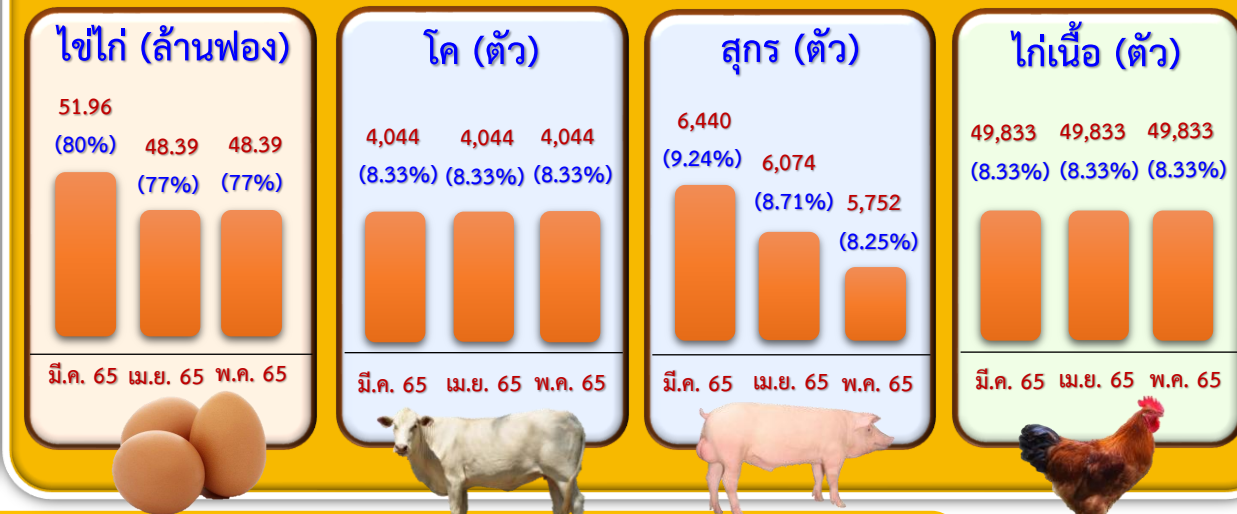 ไข่ไก่ (ล้านฟอง)
51.96
(80%)
48.39
(77%)
48.39
(77%)
มี.ค. 65 เม.ย. 65 พ.ค. 65
โค (ตัว)
4,044 4,044 4,044
(8.33%) (8.33%) (8.33%)
มี.ค. 65 เม.ย. 65 พ.ค. 65
สุกร (ตัว)
6,440
(9.24%)
6,074
(8.71%)
5,752
(8.25%)
มี.ค. 65 เม.ย. 65 พ.ค. 65
ไก่เนื้อ (ตัว)
49,833 49,833 49,833
(8.33%) (8.33%) (8.33%)
มี.ค. 65 เม.ย. 65 พ.ค. 65